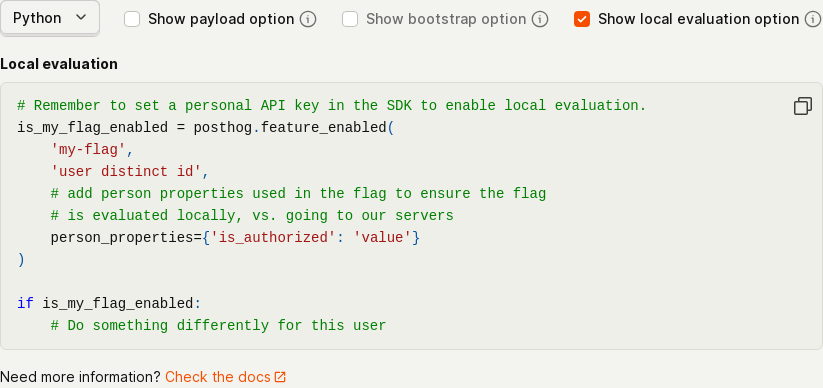 Python Show payload option Show bootstrap option Show local evaluation option
Local evaluation
# Remember to set a personal API key in the SDK to enable local evaluation.
is_my_flag_enabled = posthog.feature_enabled(
    'my-flag',
    'user distinct id',
    # add person properties used in the flag to ensure the flag
    # is evaluated locally, vs. going to our servers
    person_properties={'is_authorized': 'value'}
)

if is_my_flag_enabled:
    # Do something differently for this user
Need more information? Check the docs